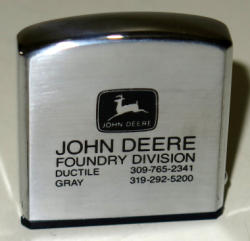 JOHN DEERE
JOHN DEERE
FOUNDRY DIVISION
DUCTILE 309-765-2341
GRAY 319-292-5200